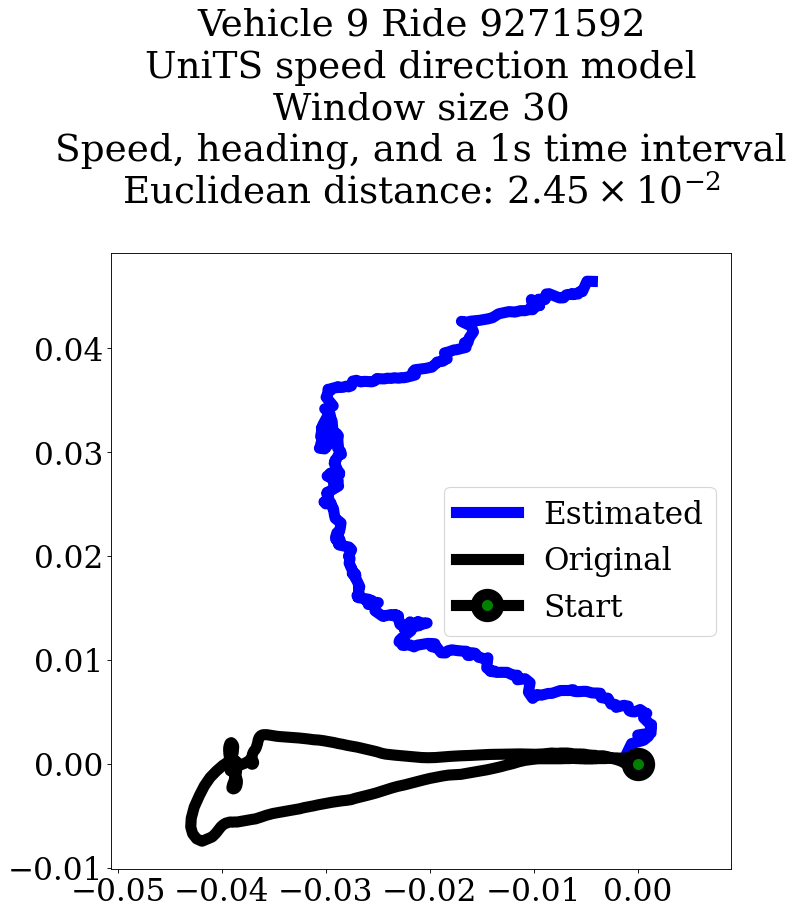 Vehicle 9 Ride 9271592
UniTS speed direction model
Window size 30
Speed, heading, and a 1s time interval
Euclidean distance: 2.45 × 10⁻²
0.04
0.03
0.02
0.01
0.00
−0.01
Estimated
Original
Start
−0.05 −0.04 −0.03 −0.02 −0.01 0.00